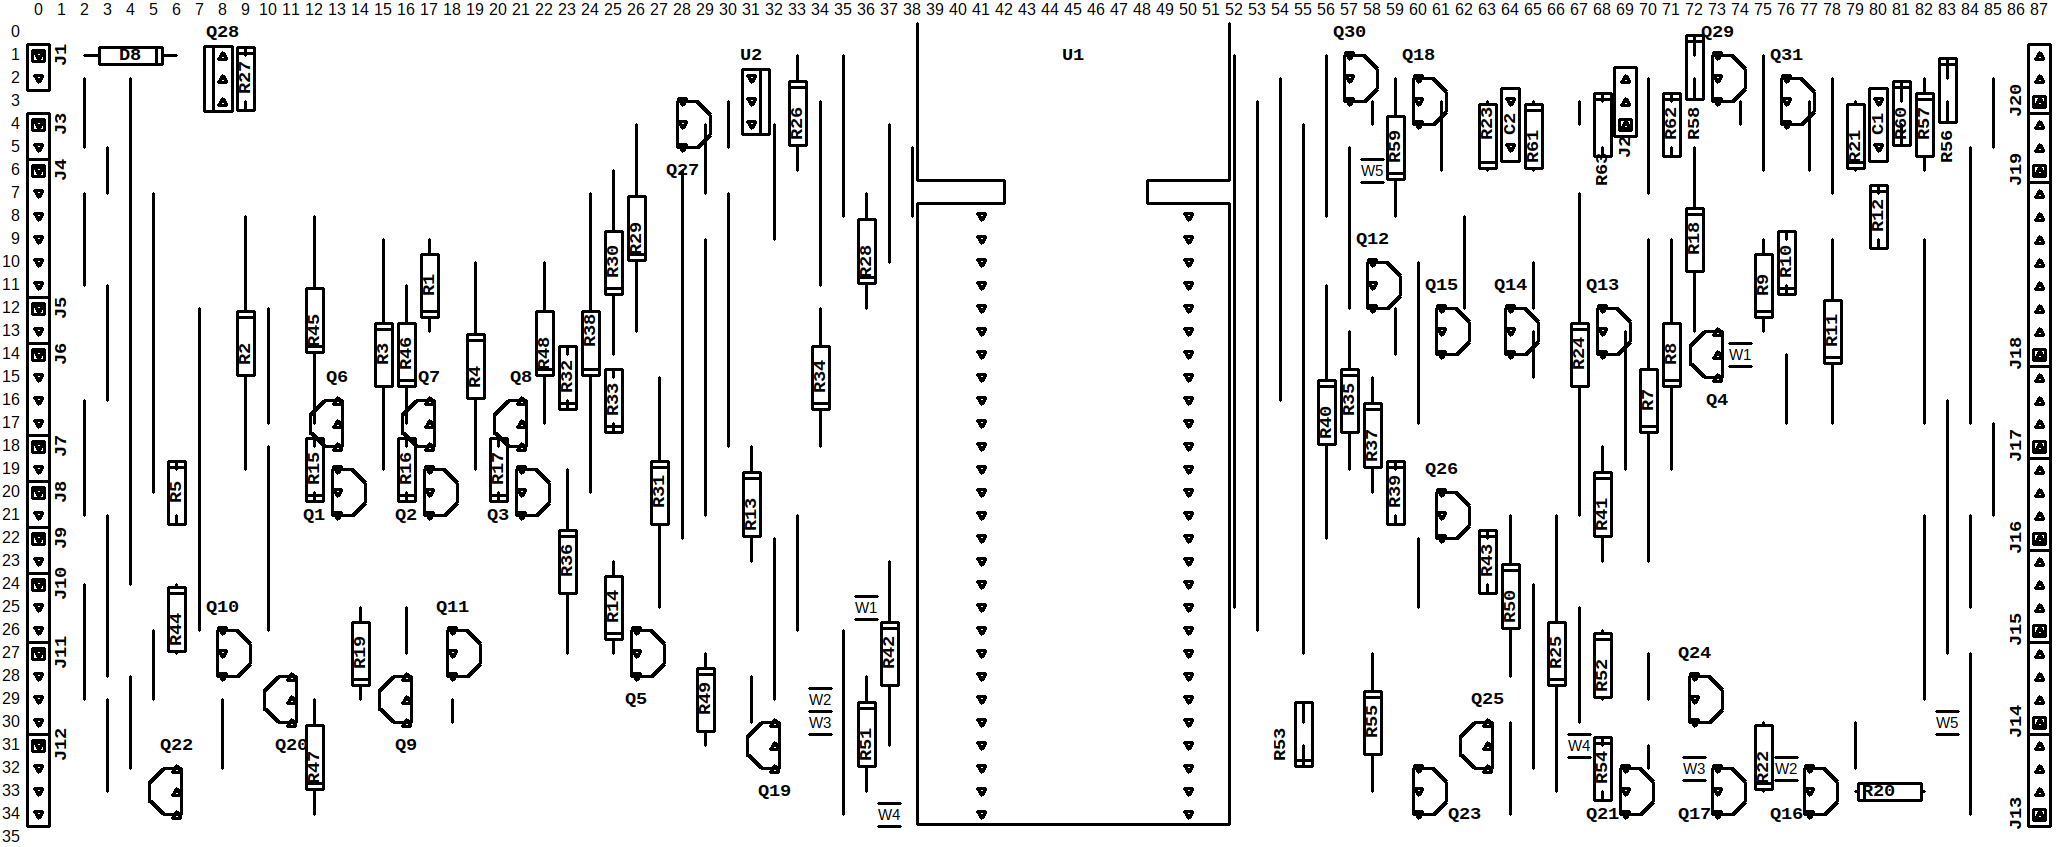 0 1 2 3 4 5 6 7 8 9 10 11 12 13 14 15 16 17 18 19 20 21 22 23 24 25 26 27 28 29 30 31 32 33 34 35 36 37 38 39 40 41 42 43 44 45 46 47 48 49 50 51 52 53 54 55 56 57 58 59 60 61 62 63 64 65 66 67 68 69 70 71 72 73 74 75 76 77 78 79 80 81 82 83 84 85 86 87
0 Q28 Q30 Q29
1 J1 D8 U2 U1 Q18 Q31
2 R27
3
4 J3 R26 R23 C2 J2 R62 R58 R21 C1 R60 R57 J20
5 R59 R61 R56
6 J4 Q27 W5 R63 J19
7
8 R12
9 R29 Q12 R18
10 R30 R28 R10
11 R1 Q15 Q14 Q13 R9
12 J5
13 R45 R38 R11
14 J6 R2 R3 R46 R48 R24 R8 W1 J18
15 Q6 Q7 R4 Q8 R32 R34
16 R33 R40 R35 R7 Q4
17
18 J7 R37 J17
19 R15 R16 R17 Q26
20 J8 R5 R31 R39
21 Q1 Q2 Q3 R13 R41
22 J9 J16
23 R36 R43
24 J10
25 Q10 Q11 R14 W1 R50
26 R44 J15
27 J11 R19 R42 R25 Q24
28 R52
29 Q5 R49 W2 Q25
30 W3 R55 W5 J14
31 J12 Q22 Q20 Q9 R51 R53 W4
32 R47 R54 W3 R22 W2
33 Q19 R20
34 W4 Q23 Q21 Q17 Q16 J13
35